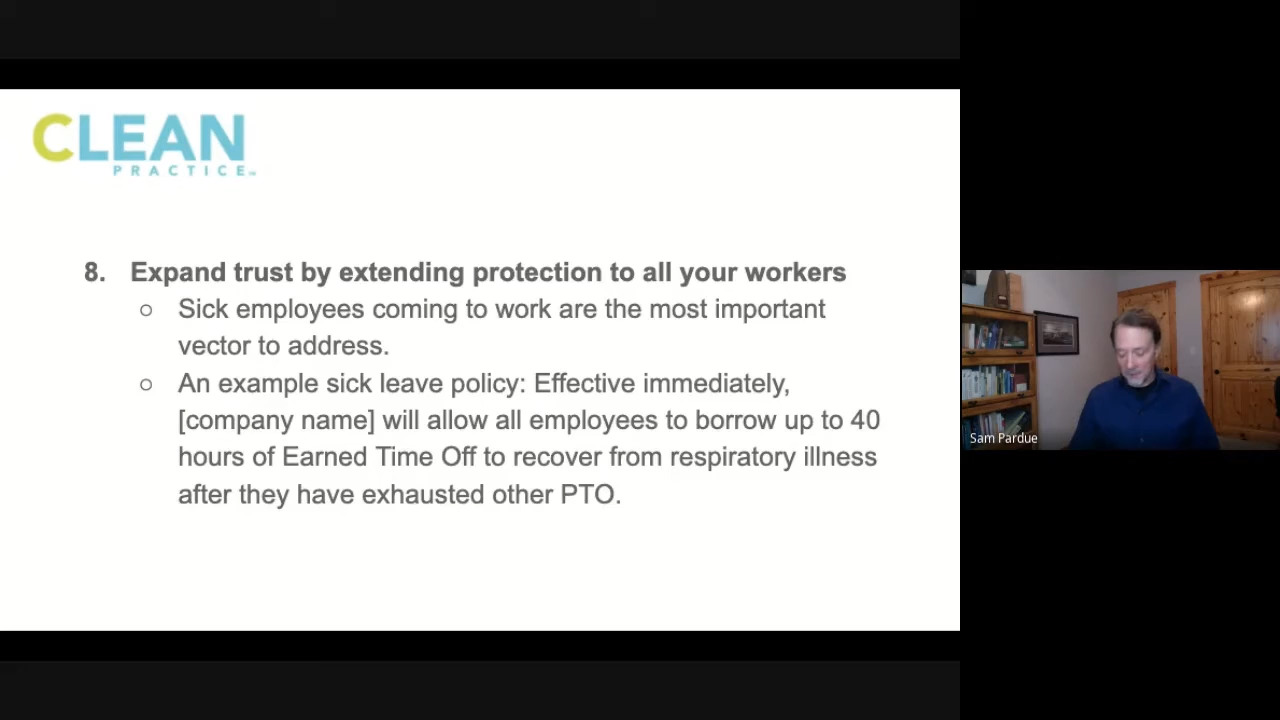 CLEAN
PRACTICE™
8. Expand trust by extending protection to all your workers
○ Sick employees coming to work are the most important
vector to address.
○ An example sick leave policy: Effective immediately,
[company name] will allow all employees to borrow up to 40
hours of Earned Time Off to recover from respiratory illness
after they have exhausted other PTO.
Sam Pardue